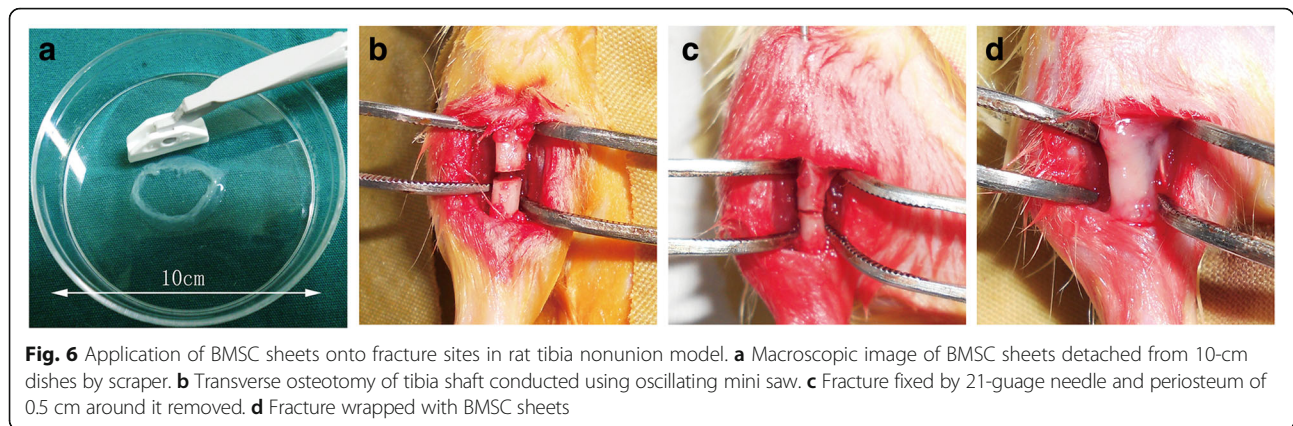 a
b
c
d
10cm
Fig. 6 Application of BMSC sheets onto fracture sites in rat tibia nonunion model. a Macroscopic image of BMSC sheets detached from 10-cm
dishes by scraper. b Transverse osteotomy of tibia shaft conducted using oscillating mini saw. c Fracture fixed by 21-guage needle and periosteum of
0.5 cm around it removed. d Fracture wrapped with BMSC sheets